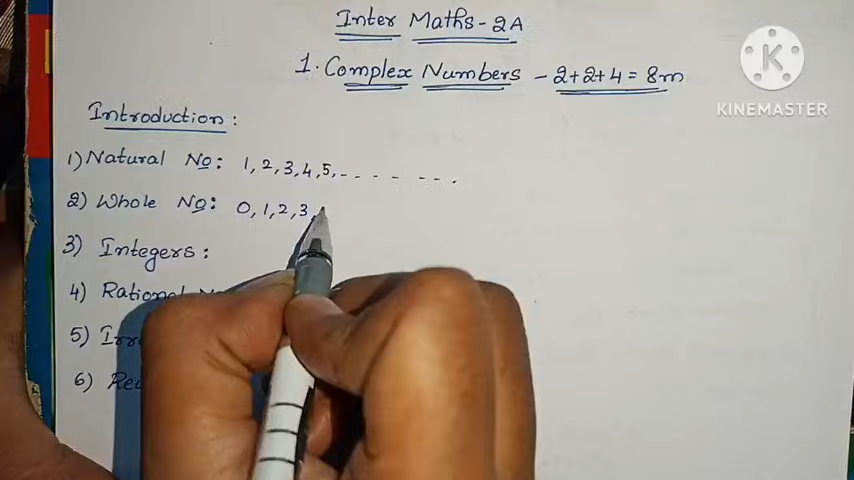 Inter Maths - 2A
1. Complex Numbers - 2+2+4 = 8m
K
KINEMASTER
Introduction :
1) Natural No : 1, 2, 3, 4, 5, - - - - - - - .
2) Whole No : 0, 1, 2, 3,
3) Integers :
4) Rational
5)
6)